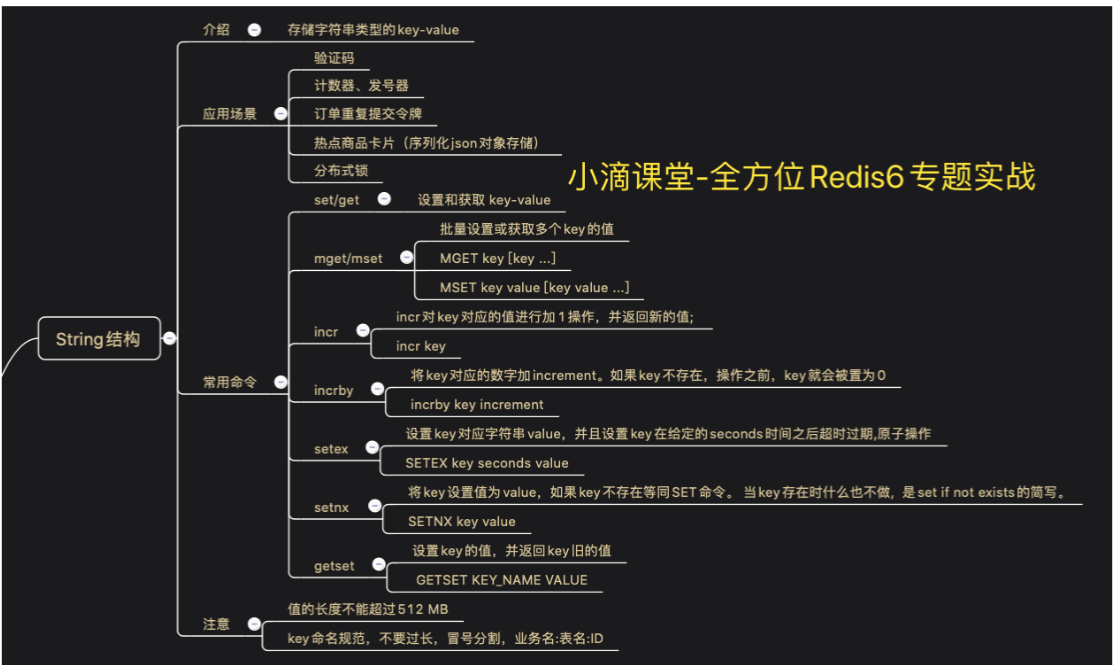 介绍
存储字符串类型的key-value
验证码
计数器、发号器
应用场景
订单重复提交令牌
热点商品卡片（序列化json对象存储）
分布式锁
小滴课堂-全方位Redis6专题实战
set/get
设置和获取 key-value
批量设置或获取多个key的值
mget/mset
MGET key [key ...]
MSET key value [key value ...]
String结构
incr对key对应的值进行加1操作，并返回新的值;
incr
incr key
常用命令
将key对应的数字加increment。如果key不存在，操作之前，key就会被置为0
incrby
incrby key increment
设置key对应字符串value，并且设置key在给定的seconds时间之后超时过期,原子操作
setex
SETEX key seconds value
将key设置值为value，如果key不存在等同SET命令。 当key存在时什么也不做，是set if not exists的简写。
setnx
SETNX key value
设置key的值，并返回key旧的值
getset
GETSET KEY_NAME VALUE
值的长度不能超过512 MB
注意
key命名规范，不要过长，冒号分割，业务名:表名:ID